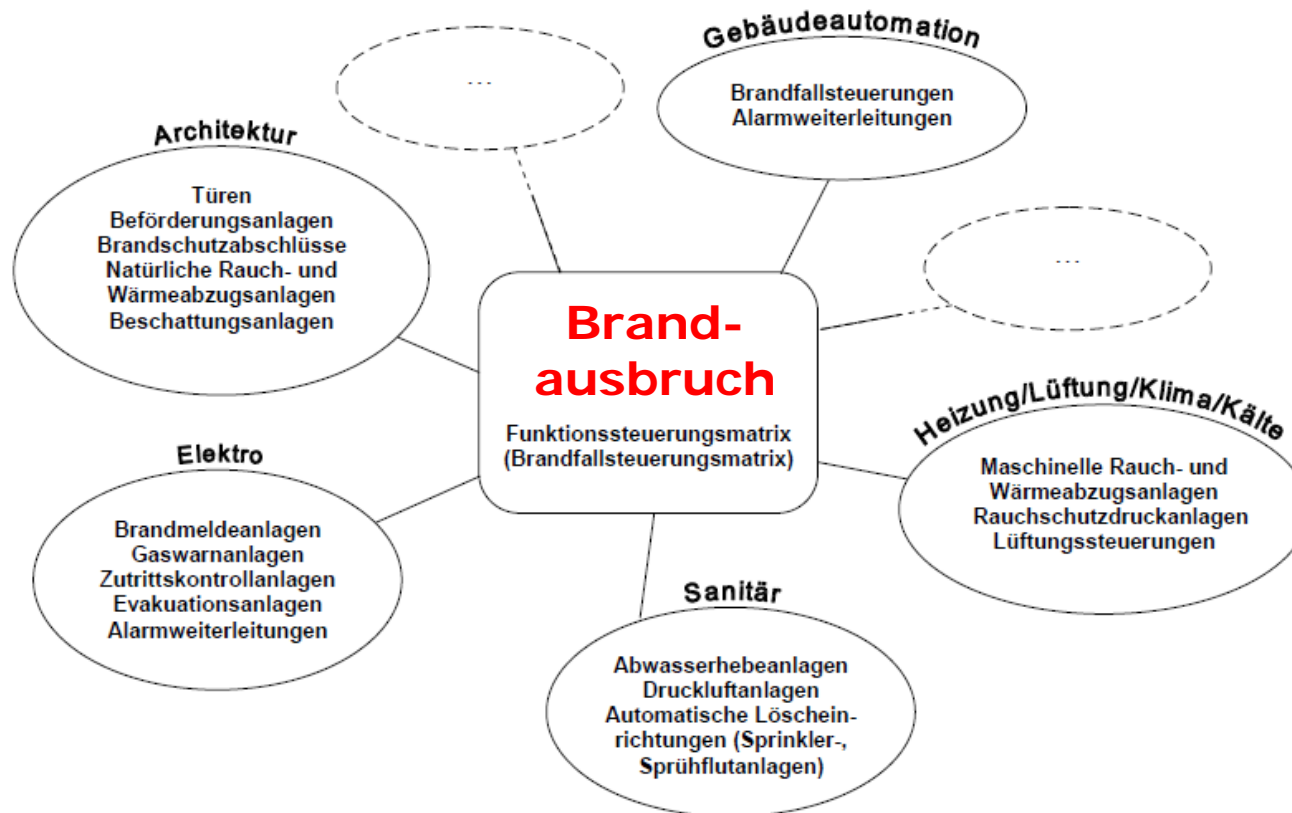 Gebäudeautomation
Brandfallsteuerungen
Alarmweiterleitungen
...
Architektur
Türen
Beförderungsanlagen
Brandschutzabschlüsse
Natürliche Rauch- und
Wärmeabzugsanlagen
Beschattungsanlagen
...
Brand-
ausbruch
Funktionssteuerungsmatrix
(Brandfallsteuerungsmatrix)
Heizung/Lüftung/Klima/Kälte
Maschinelle Rauch- und
Wärmeabzugsanlagen
Rauchschutzdruckanlagen
Lüftungssteuerungen
Elektro
Brandmeldeanlagen
Gaswarnanlagen
Zutrittskontrollanlagen
Evakuationsanlagen
Alarmweiterleitungen
Sanitär
Abwasserhebeanlagen
Druckluftanlagen
Automatische Löschein-
richtungen (Sprinkler-,
Sprühflutanlagen)